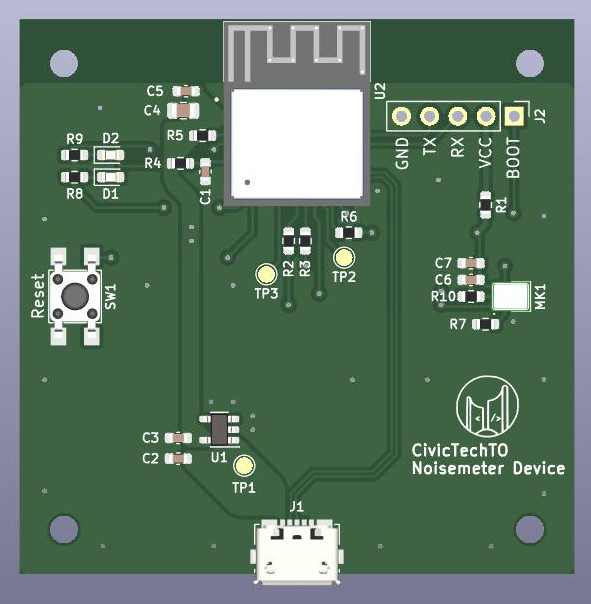 C5
C4
U2
J2
R5
R9
D2
R4
GND
TX
RX
VCC
BOOT
R8
D1
C1
R1
R6
R2
R3
TP2
TP3
C7
C6
R10
MK1
R7
Reset
SW1
</>
CivicTechTO
Noisemeter Device
C3
C2
U1
TP1
J1